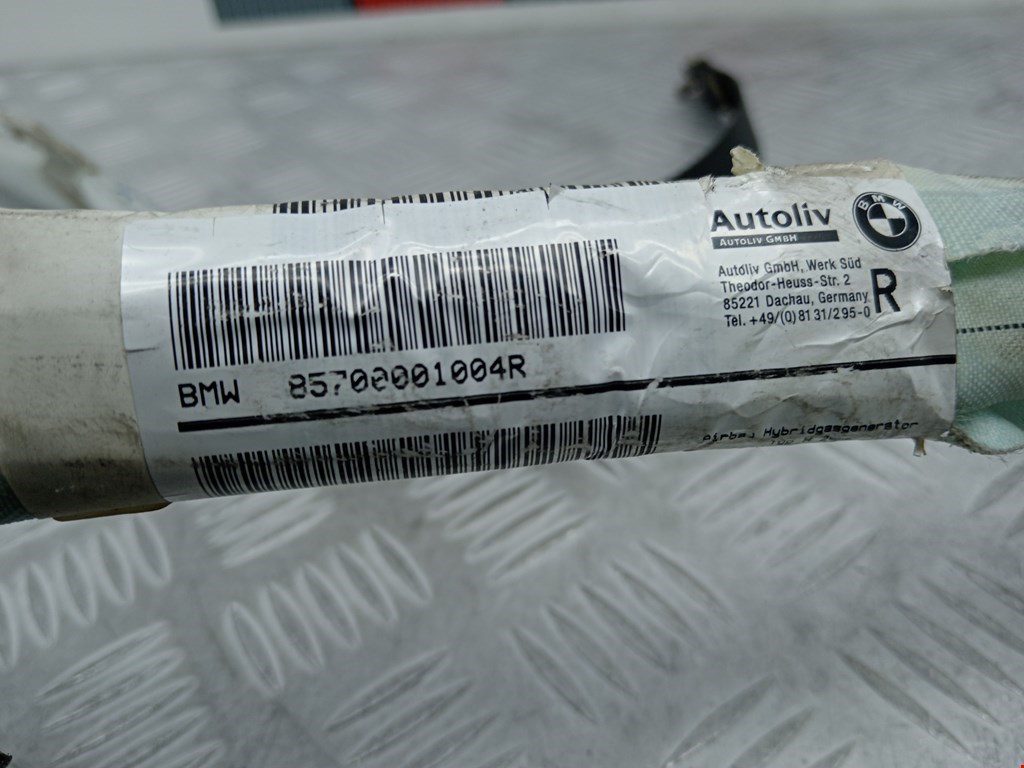 Autoliv
AUTOLIV GMBH
BMW
Autoliv GmbH, Werk Süd
Theodor-Heuss-Str. 2
85221 Dachau, Germany
Tel. +49/(0)8131/295-0
R
BMW 85700001004R
Hybridgasgenerator